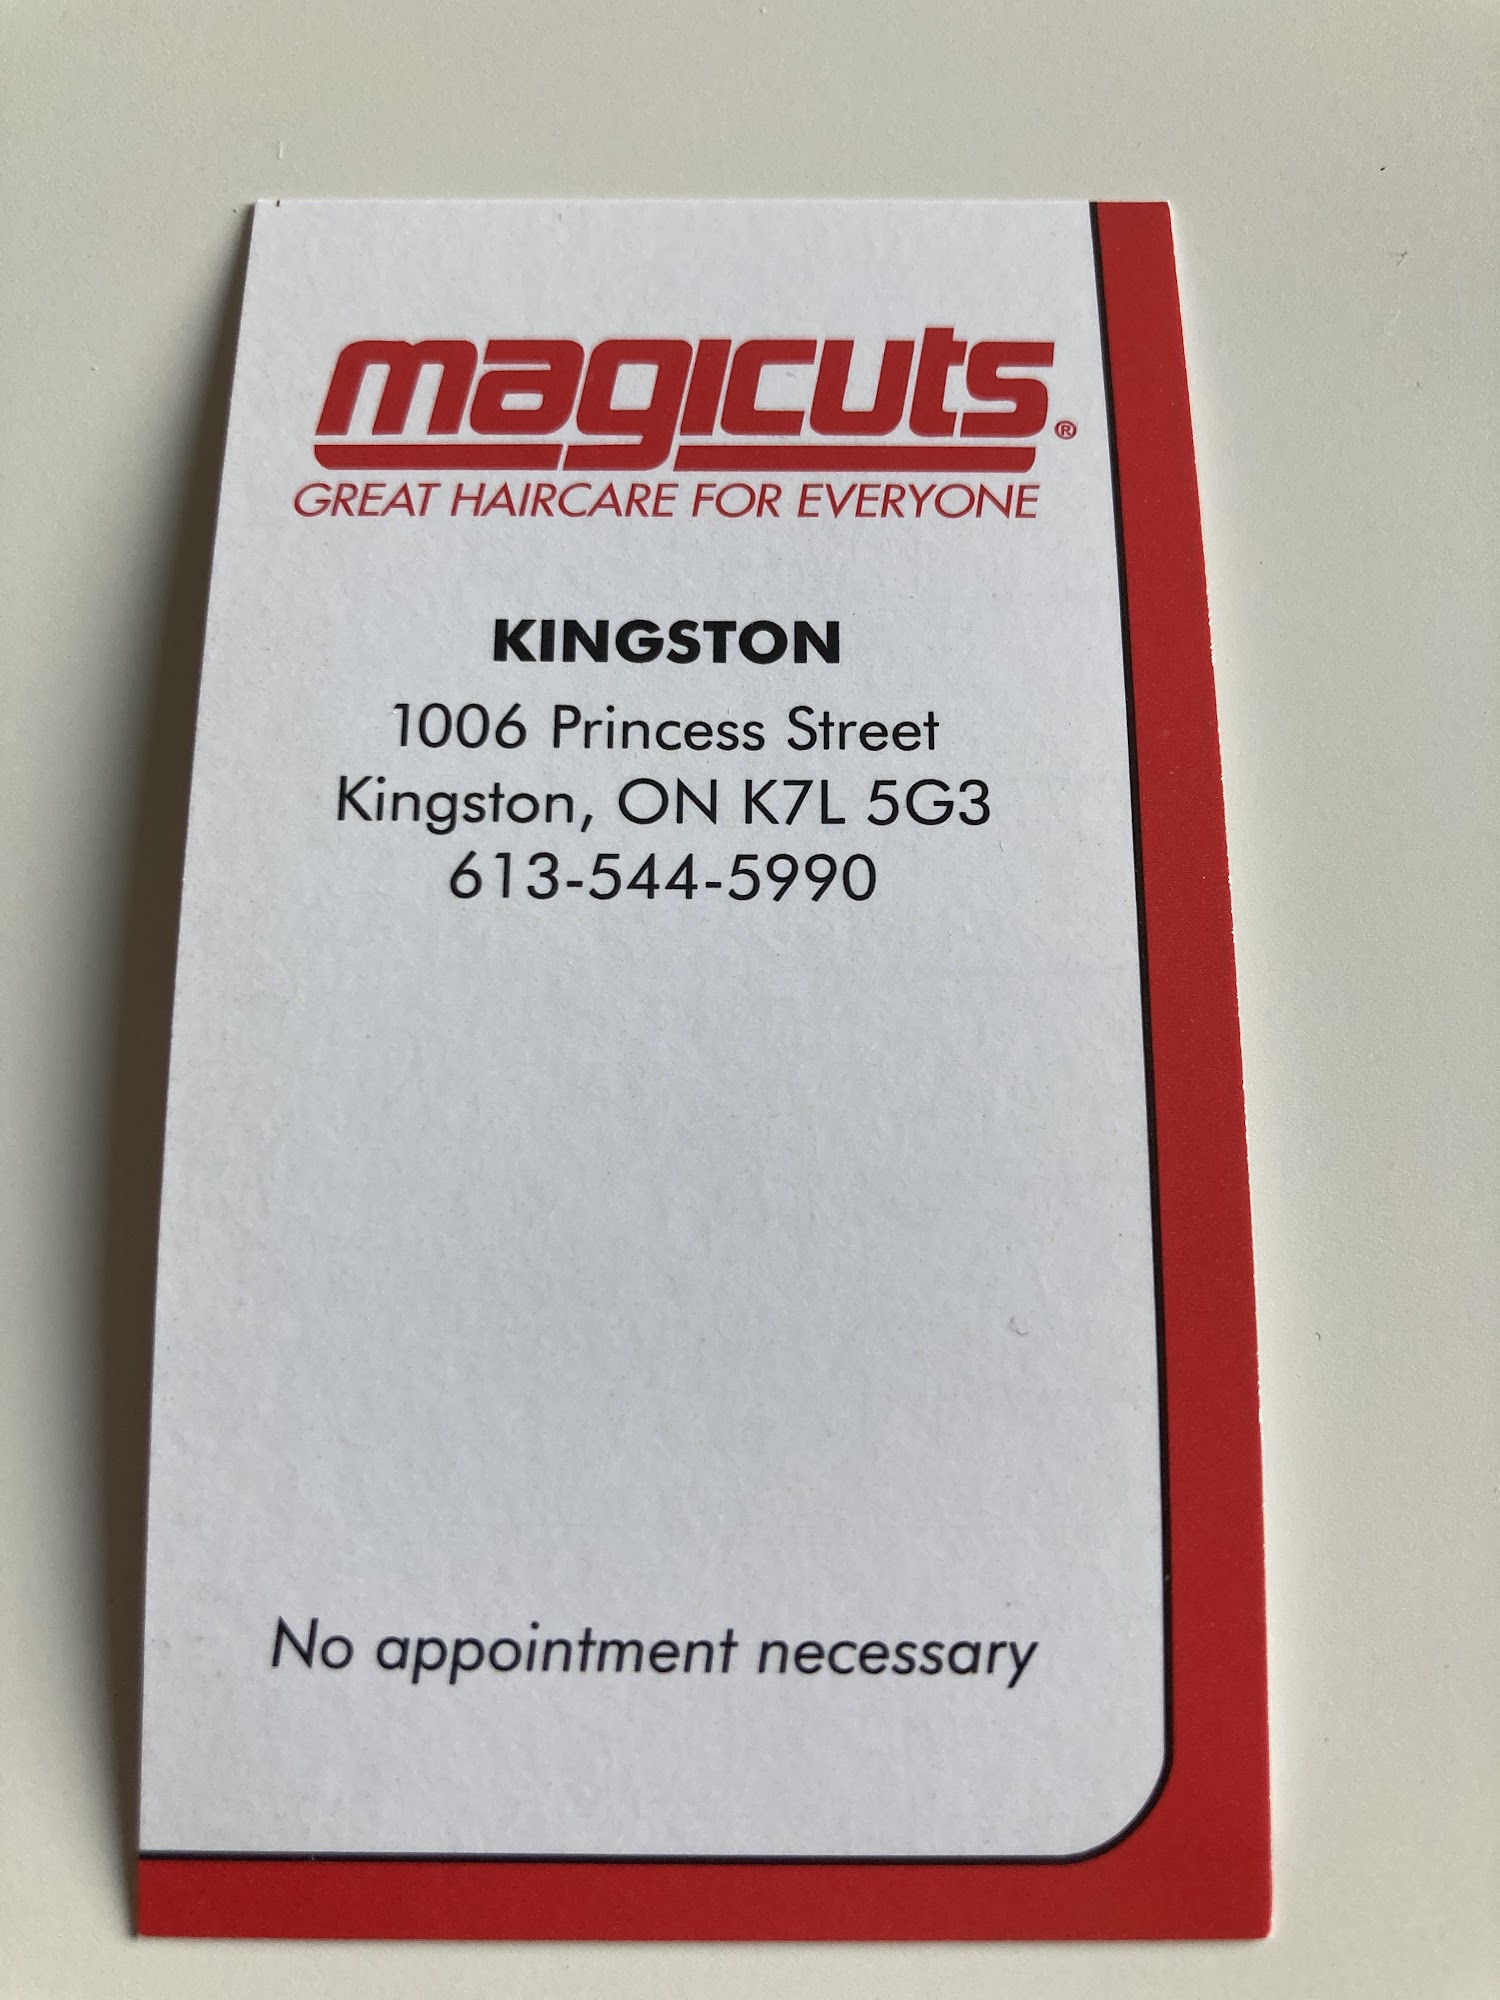 magicuts®
GREAT HAIRCARE FOR EVERYONE
KINGSTON
1006 Princess Street
Kingston, ON K7L 5G3
613-544-5990
No appointment necessary